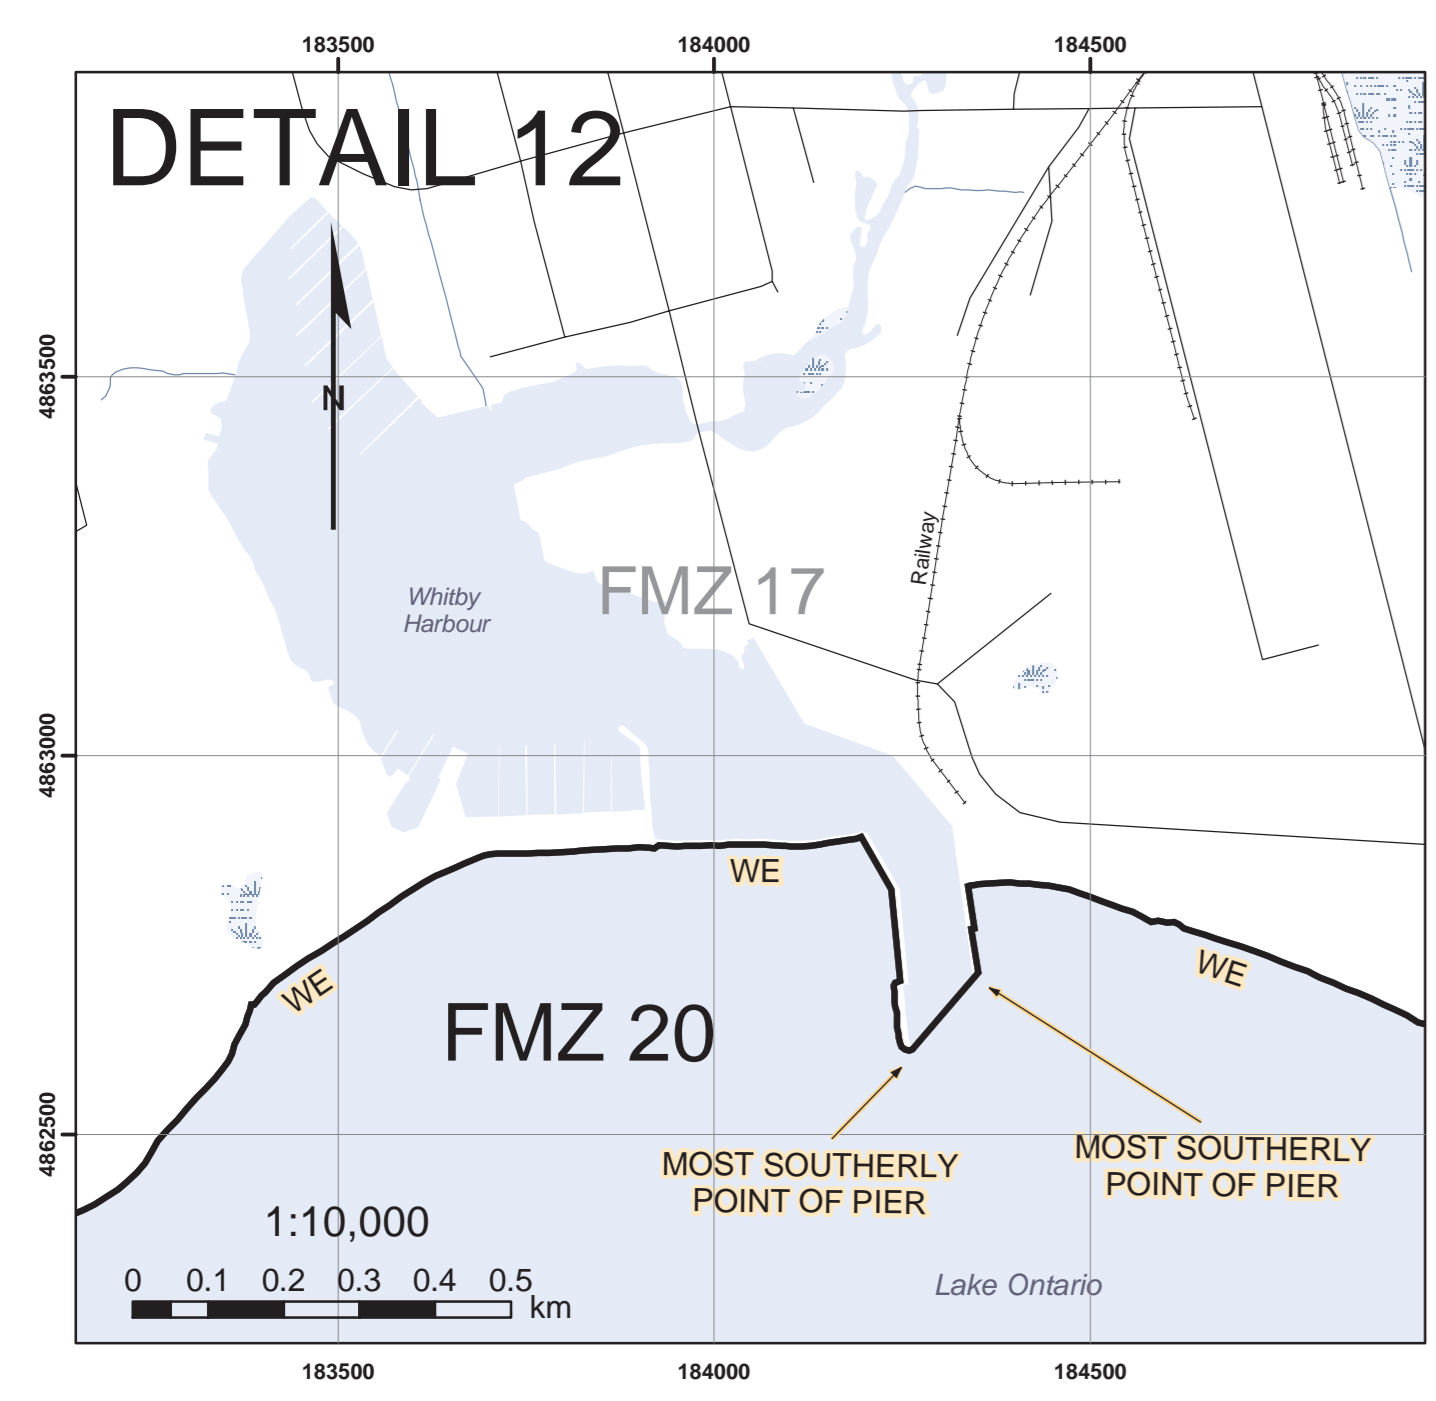 183500 184000 184500
DETAIL 12
4863500
N
Railway
FMZ 17
Whitby
Harbour
4863000
WE
WE
WE
FMZ 20
4862500
MOST SOUTHERLY
POINT OF PIER
MOST SOUTHERLY
POINT OF PIER
1:10,000
0 0.1 0.2 0.3 0.4 0.5
km
Lake Ontario
183500 184000 184500